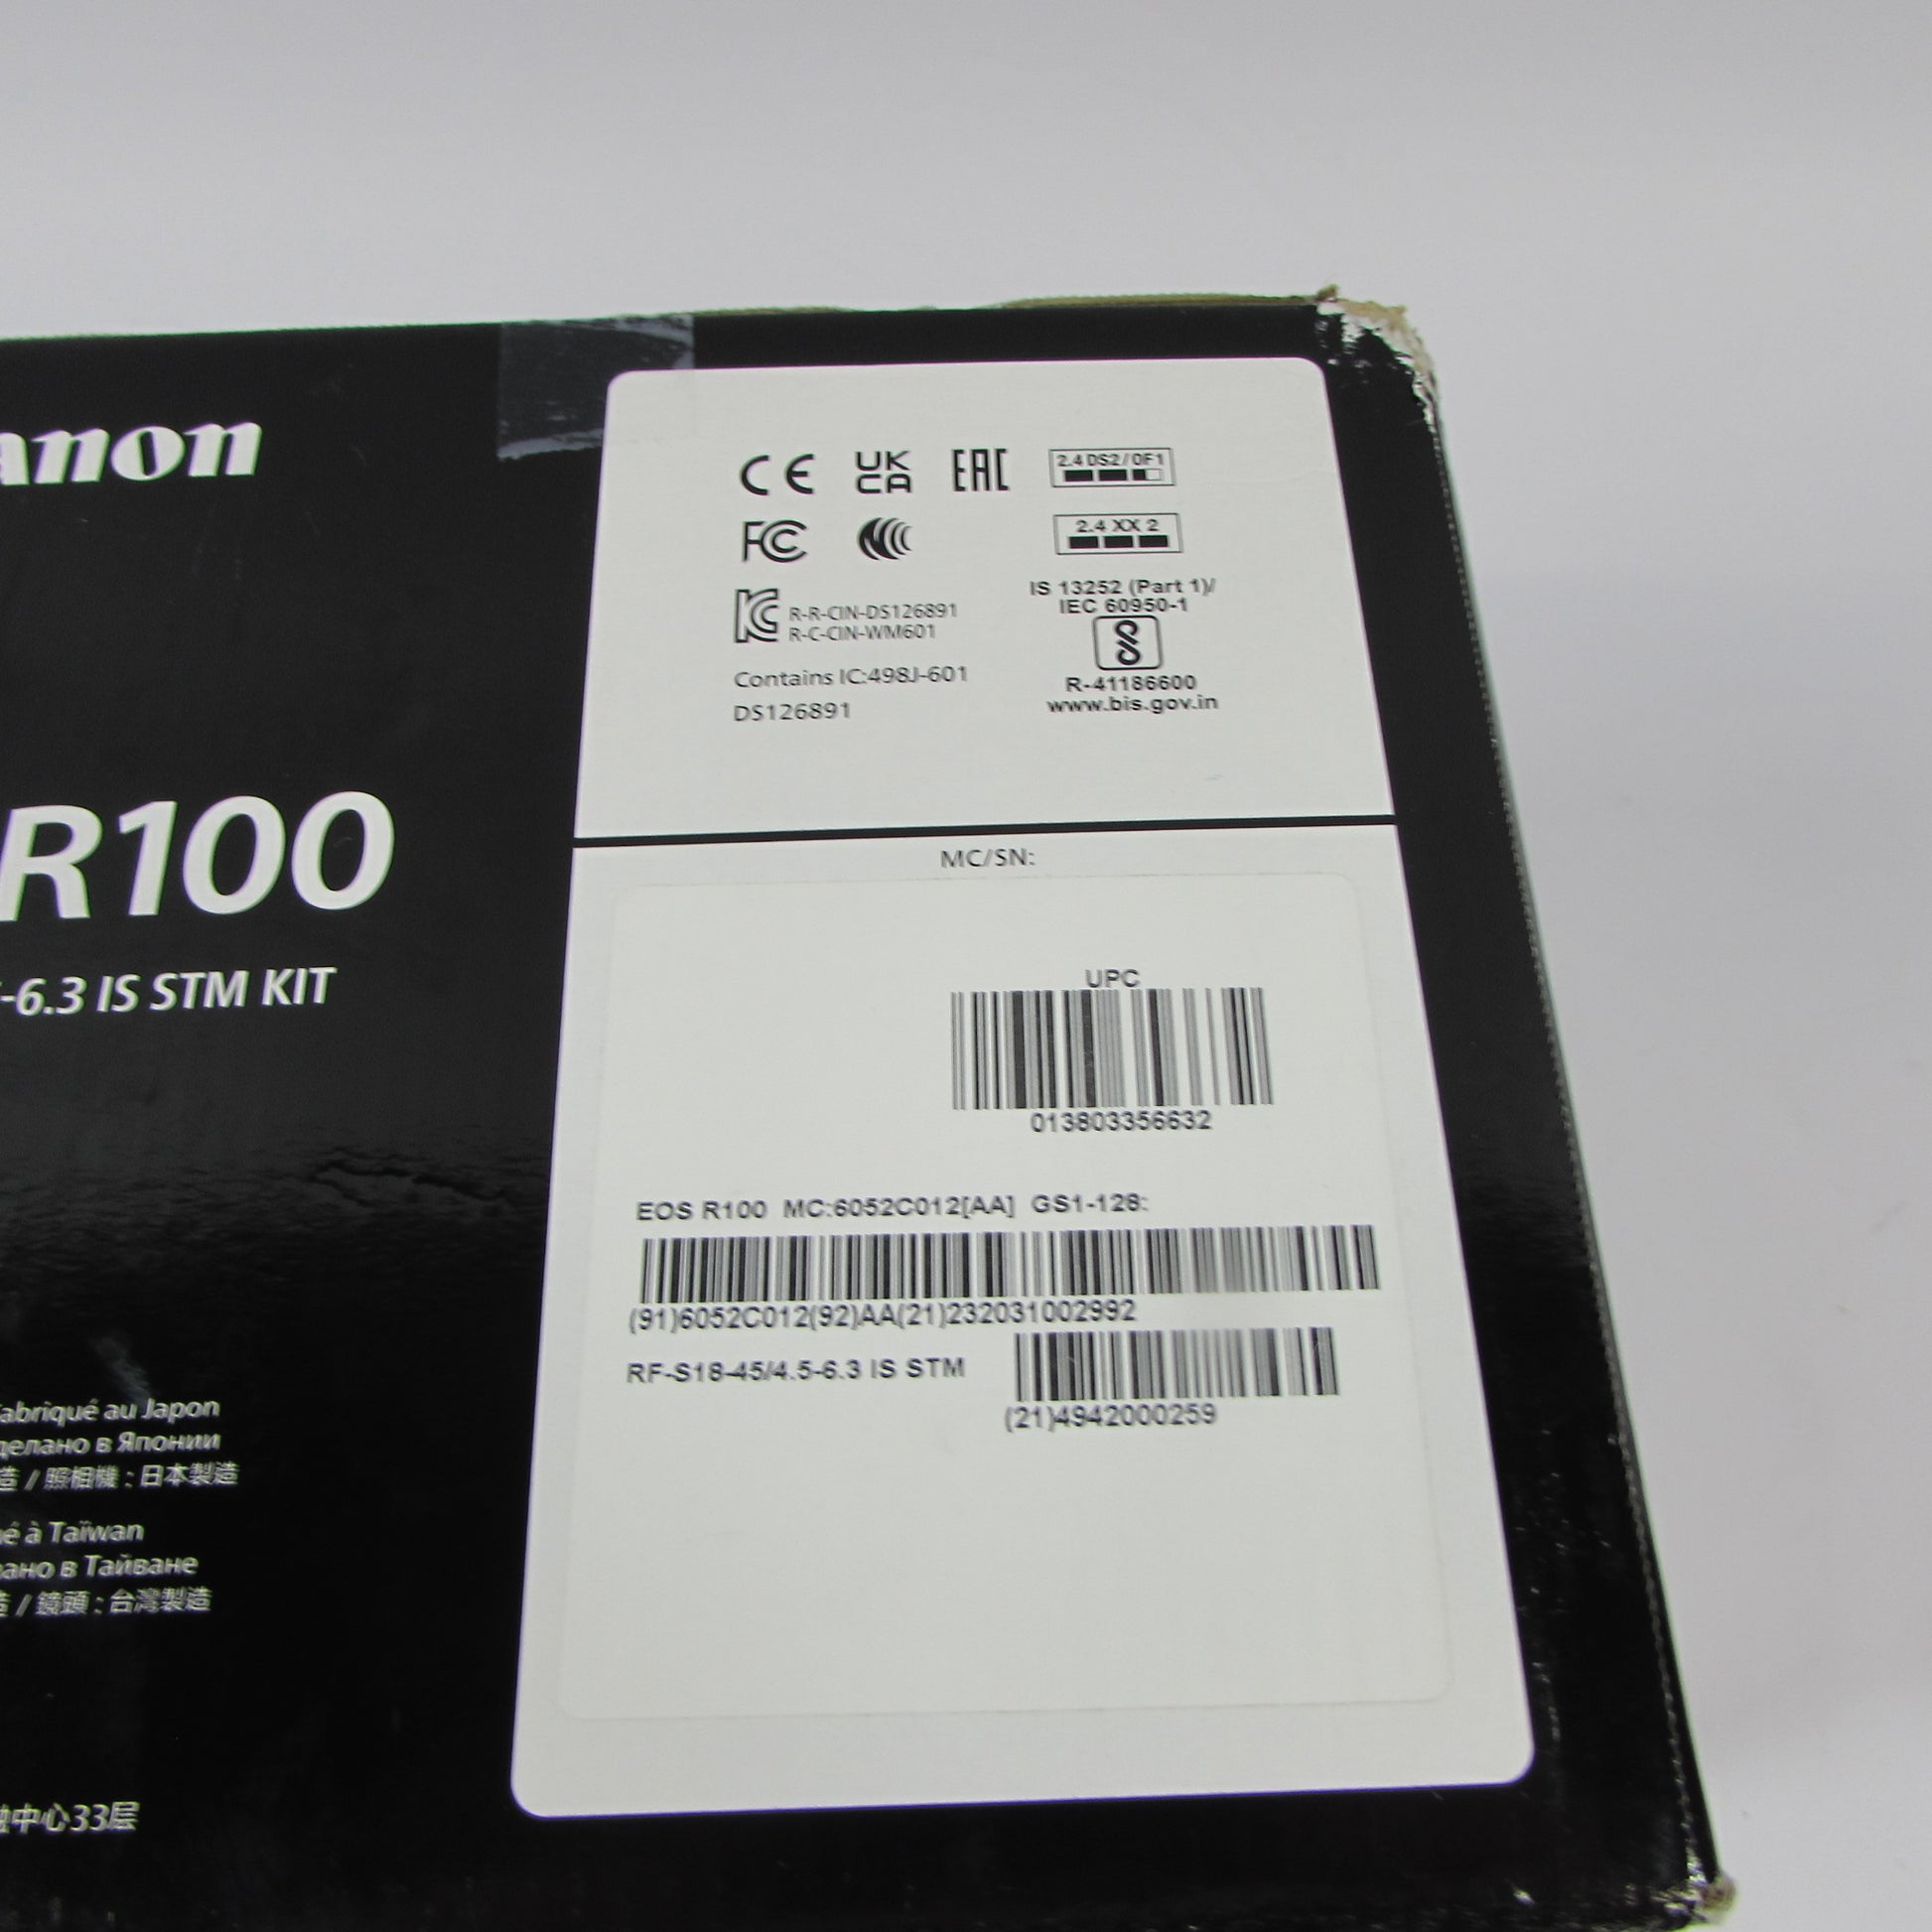 anon
R100
-6.3 IS STM KIT
abriqué au Japon
делано в Японии
造 / 照相機 : 日本製造
é à Taïwan
ано в Тайване
造 / 鏡頭 : 台灣製造
融中心33层
CE UK CA EAC 2.4 DS2/OF1
FC 2.4 XX 2
R-R-CIN-DS126891
R-C-CIN-WM601
Contains IC:498J-601
DS126891
IS 13252 (Part 1)/
IEC 60950-1
R-41186600
www.bis.gov.in
MC/SN:
UPC
013803356632
EOS R100 MC:6052C012[AA] GS1-128:
(91)6052C012(92)AA(21)232031002992
RF-S18-45/4.5-6.3 IS STM
(21)4942000259